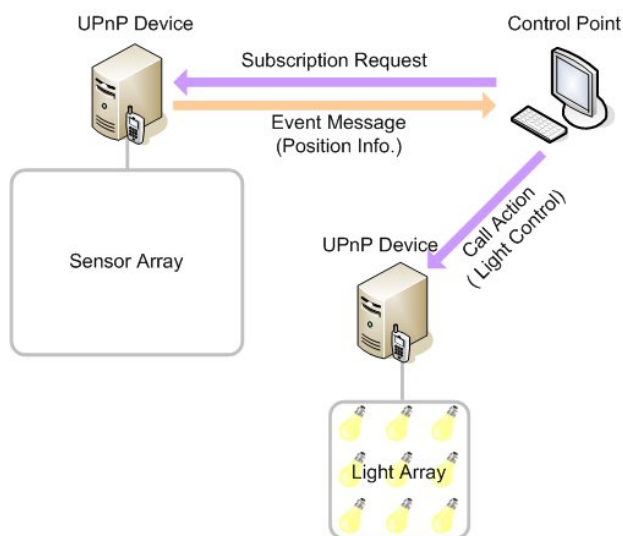 UPnP Device
Control Point
Subscription Request
Event Message
(Position Info.)
Sensor Array
Call Action
( Light Control)
UPnP Device
Light Array